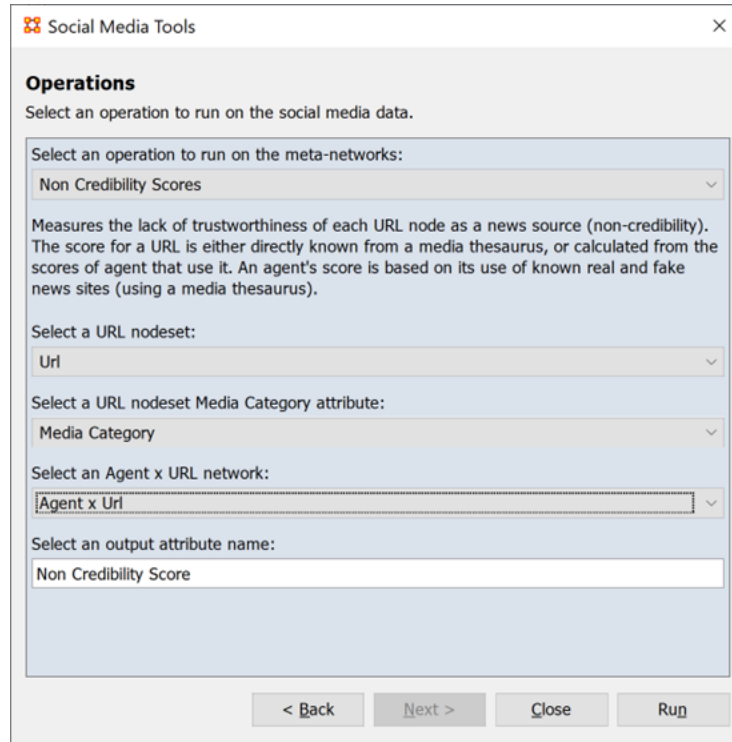 Social Media Tools
Operations
Select an operation to run on the social media data.
Select an operation to run on the meta-networks:
Non Credibility Scores
Measures the lack of trustworthiness of each URL node as a news source (non-credibility).
The score for a URL is either directly known from a media thesaurus, or calculated from the
scores of agent that use it. An agent's score is based on its use of known real and fake
news sites (using a media thesaurus).
Select a URL nodeset:
Url
Select a URL nodeset Media Category attribute:
Media Category
Select an Agent x URL network:
Agent x Url
Select an output attribute name:
Non Credibility Score
< Back Next > Close Run